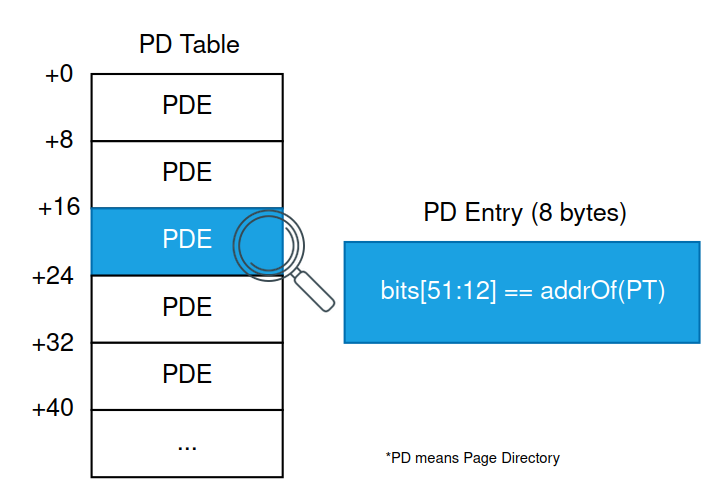 PD Table
+0
PDE
+8
PDE
+16
PDE
+24
PDE
+32
PDE
+40
...
PD Entry (8 bytes)
bits[51:12] == addrOf(PT)
*PD means Page Directory